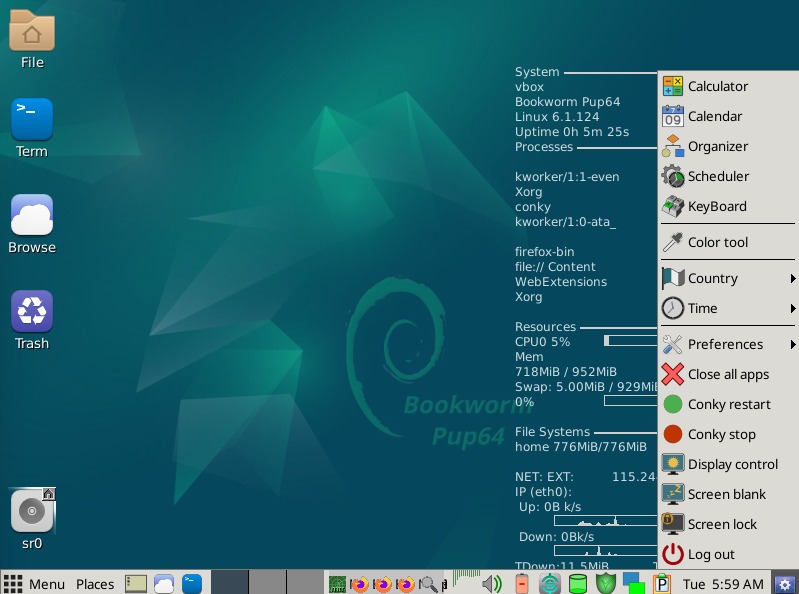 File
Term
Browse
Trash
sr0
System
vbox
Bookworm Pup64
Linux 6.1.124
Uptime 0h 5m 25s
Processes
kworker/1:1-even
Xorg
conky
kworker/1:0-ata_
firefox-bin
file:// Content
WebExtensions
Xorg
Resources
CPU0 5%
Mem
718MiB / 952MiB
Swap: 5.00MiB / 929MiB
0%
File Systems
home 776MiB/776MiB
NET: EXT: 115.24
IP (eth0):
Up: 0B k/s
Down: 0Bk/s
TDown:11.5MiB T
Bookworm
Pup64
Calculator
Calendar
09
Organizer
Scheduler
KeyBoard
Color tool
Country
Time
Preferences
Close all apps
Conky restart
Conky stop
Display control
Screen blank
Screen lock
Log out
Menu Places P Tue 5:59 AM